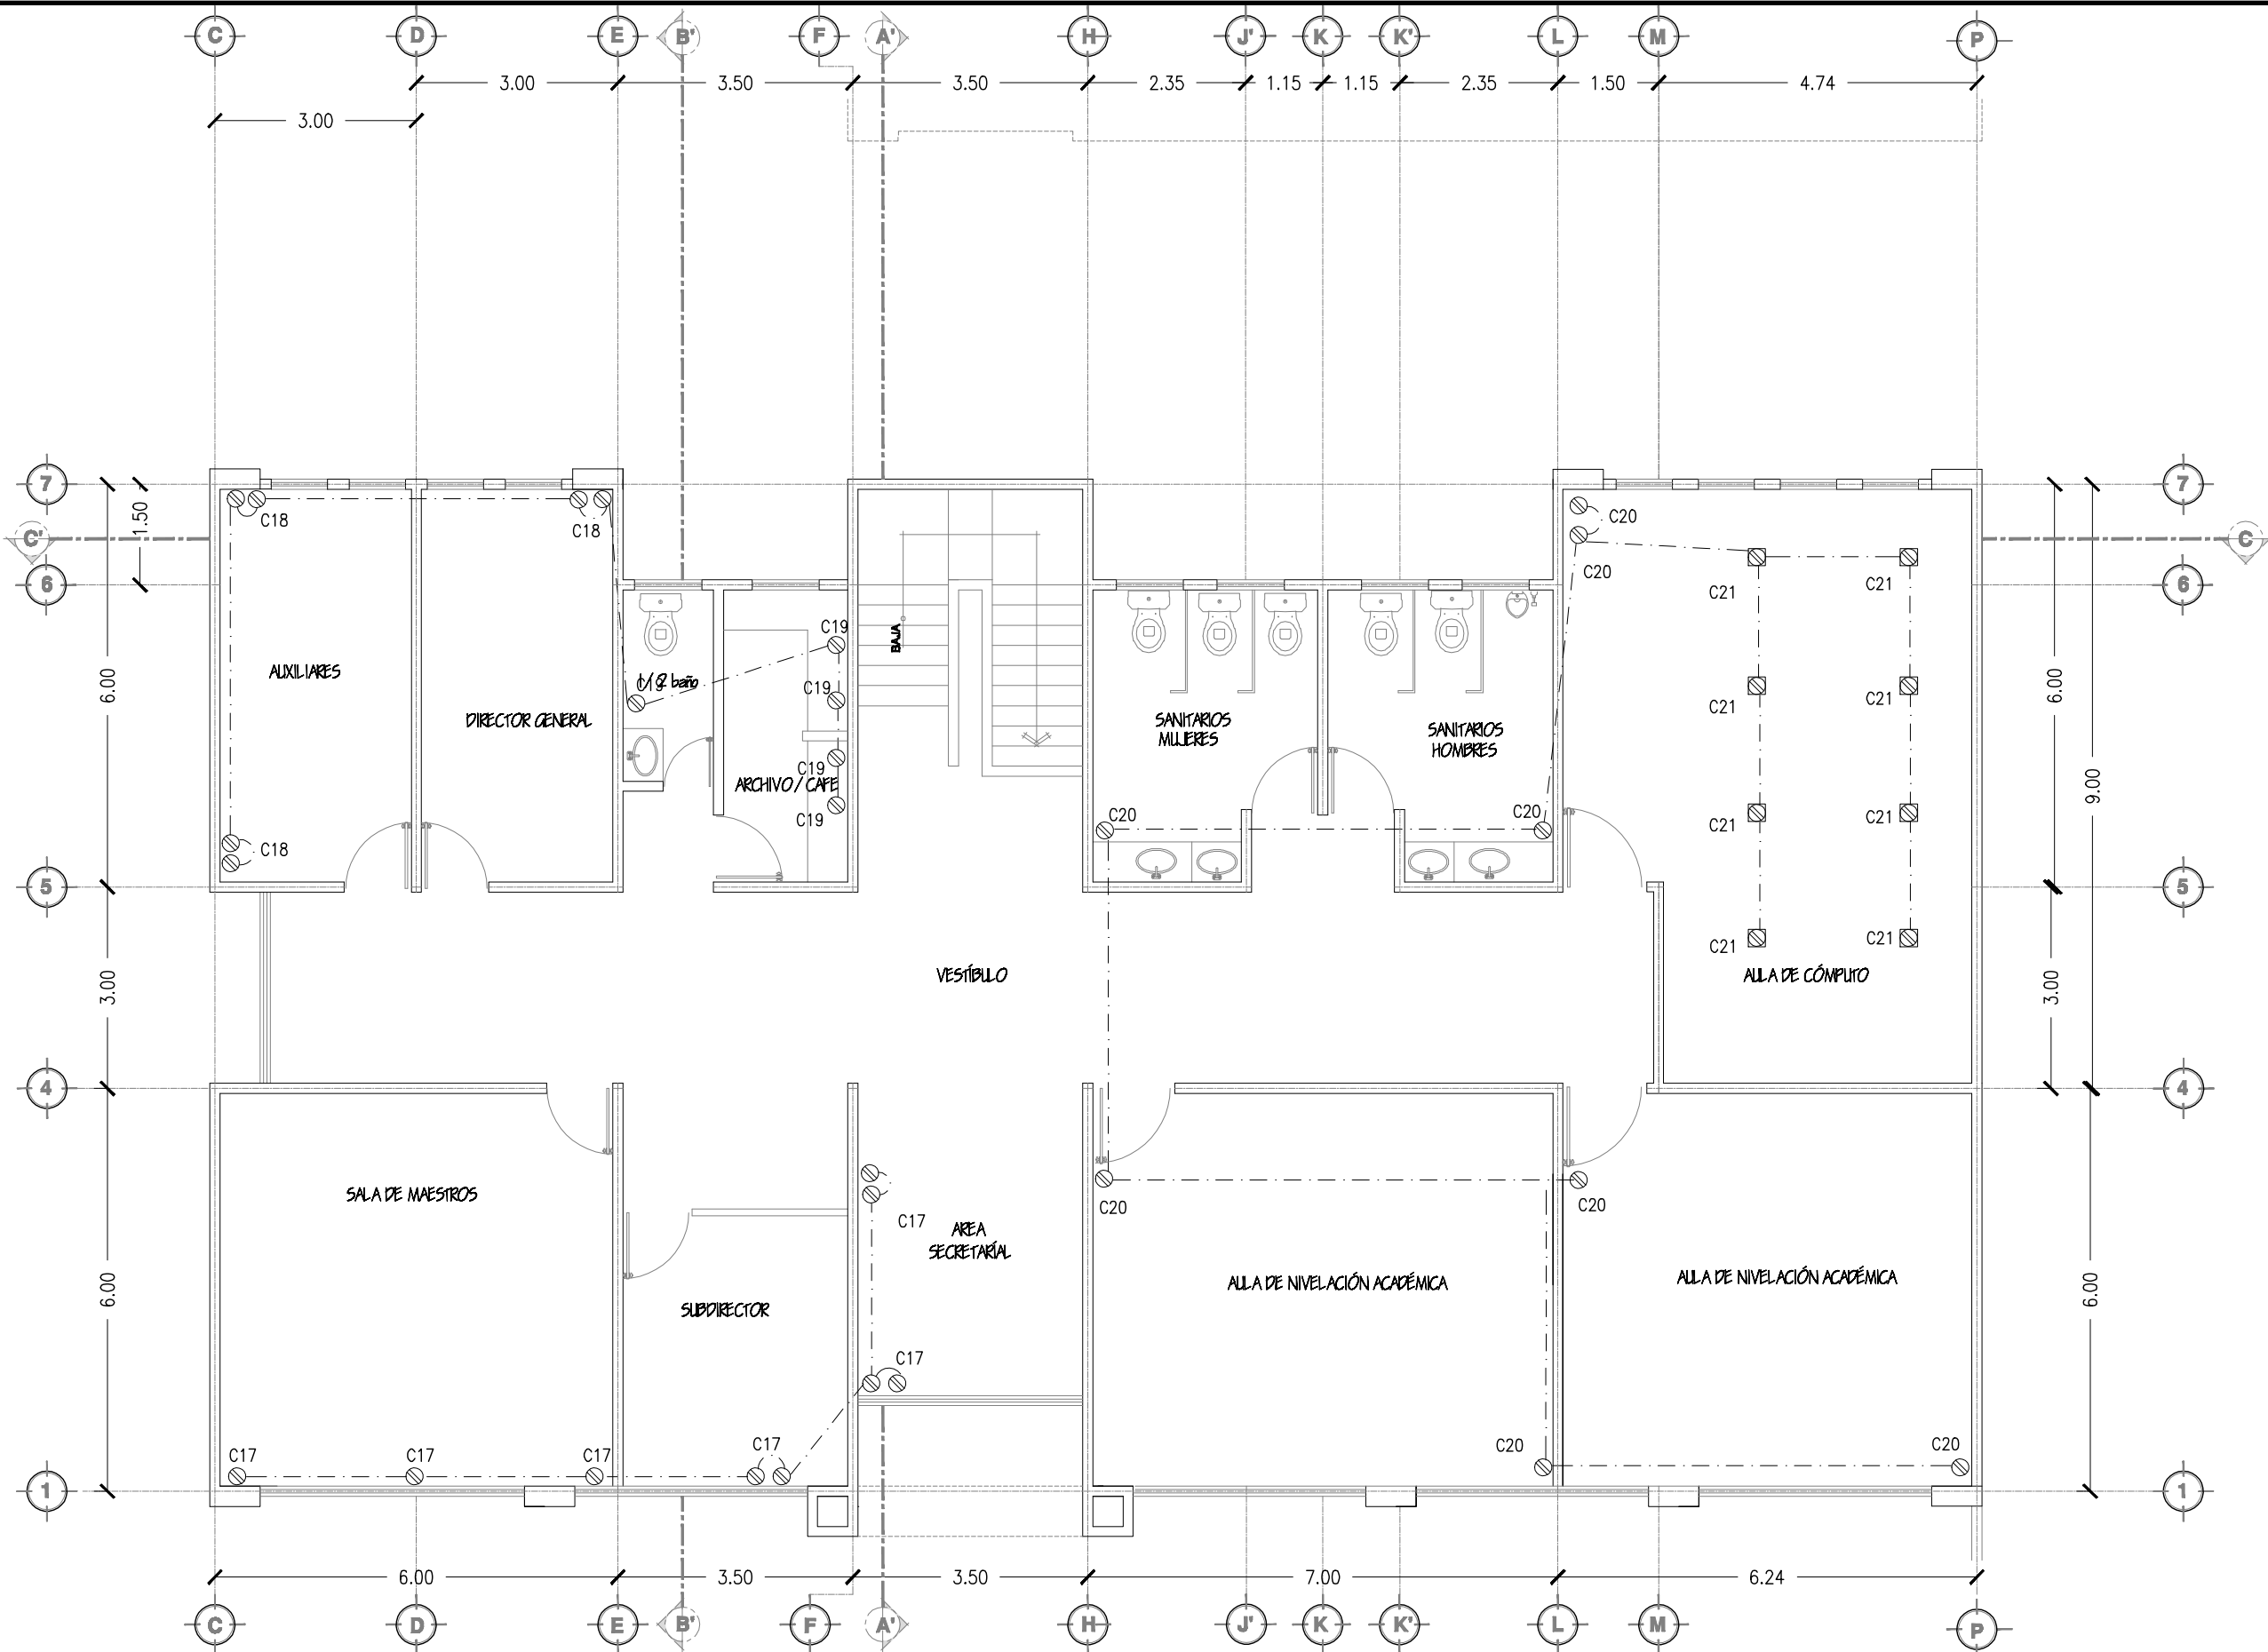 C D E B' F A' H J' K K' L M P
3.00 3.50 3.50 2.35 1.15 1.15 2.35 1.50 4.74
3.00
7 7
C18 C18 C20
1.50
C' C
C20
6 6
C21 C21
C19
BAJA
AUXILIARES
6.00 6.00
1/2 baño
C19
C21 C21
DIRECTOR GENERAL
SANITARIOS
MUJERES
SANITARIOS
HOMBRES
C19
ARCHIVO / CAFE
9.00
C19 C20 C20 C21 C21
C18
5 5
C21 C21
VESTÍBULO
AULA DE CÓMPUTO
3.00 3.00
4 4
SALA DE MAESTROS
C20 C20
C17
AREA
SECRETARÍAL
AULA DE NIVELACIÓN ACADÉMICA
AULA DE NIVELACIÓN ACADÉMICA
6.00 6.00
SUBDIRECTOR
C17
C17 C17 C17 C17 C20 C20
1 1
6.00 3.50 3.50 7.00 6.24
C D E B' F A' H J' K K' L M P